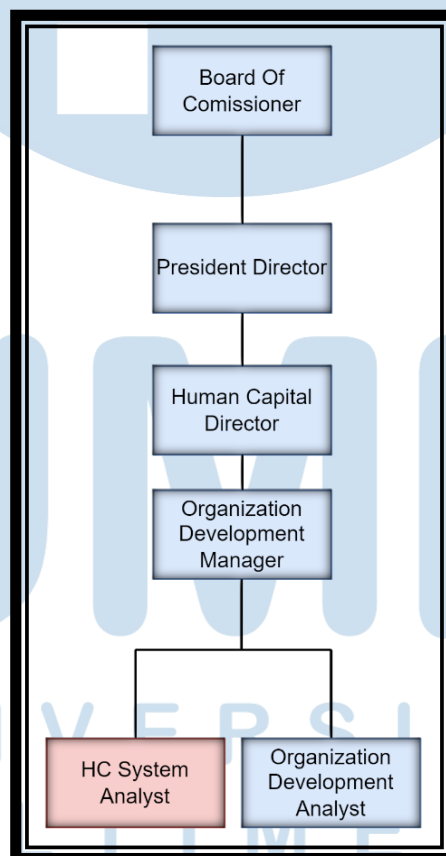 Board Of
Comissioner
President Director
Human Capital
Director
Organization
Development
Manager
HC System
Analyst
Organization
Development
Analyst